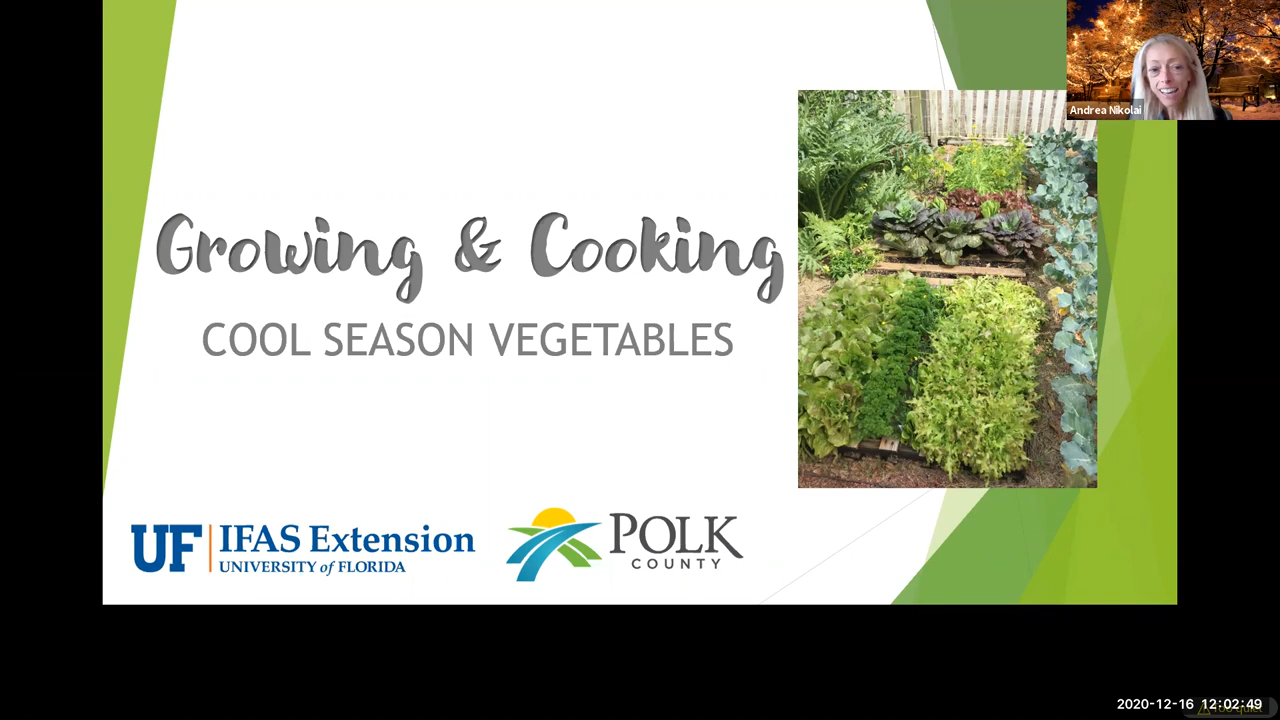 Andrea Nikolai
Growing & Cooking
COOL SEASON VEGETABLES
UF IFAS Extension
UNIVERSITY of FLORIDA
POLK
COUNTY
2020-12-16 12:02:49